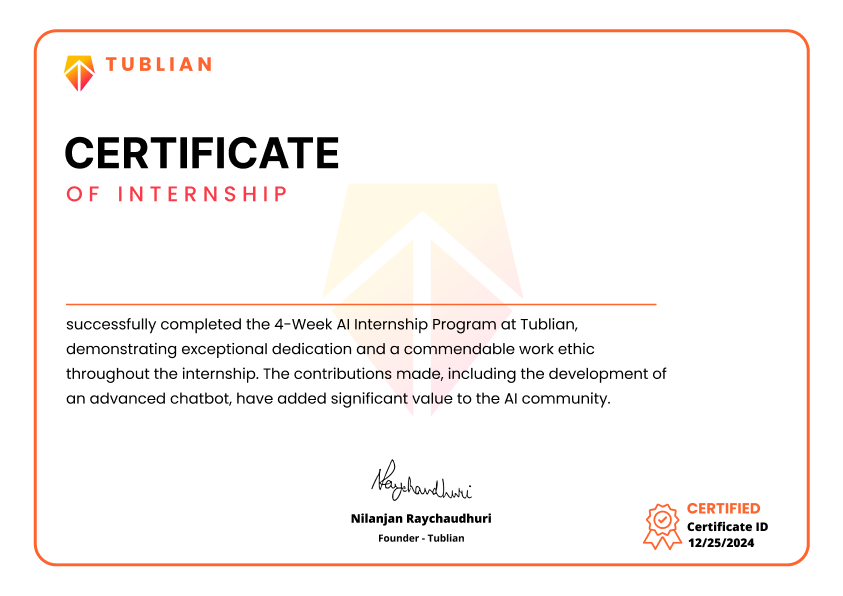 TUBLIAN
CERTIFICATE
OF INTERNSHIP
successfully completed the 4-Week AI Internship Program at Tublian,
demonstrating exceptional dedication and a commendable work ethic
throughout the internship. The contributions made, including the development of
an advanced chatbot, have added significant value to the AI community.
NRaychaudhuri
Nilanjan Raychaudhuri
Founder - Tublian
CERTIFIED
Certificate ID
12/25/2024